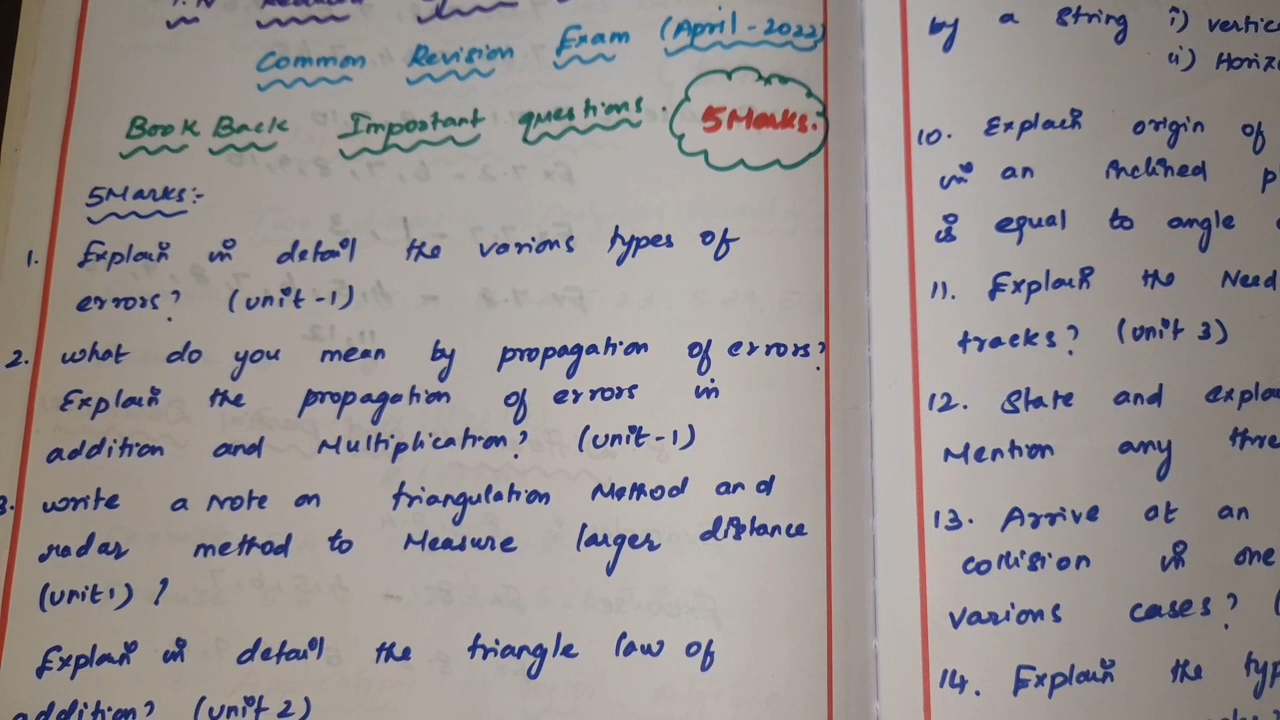 Common Revision Exam (April-2022)
Book Back Important questions.
5Marks.
5Marks:-
1. Explain in detail the various types of
errors? (unit-1)
2. what do you mean by propagation of errors?
Explain the propagation of errors in
addition and Multiplication? (unit-1)
3. write a note on triangulation Method and
radar method to Measure larger distance
(unit1) ?
Explain in detail the triangle law of
addition? (unit 2)
by a string i) vertic
ii) Horiz
10. Explain origin of
in an inclined p
is equal to angle
11. Explain the Need
tracks? (unit 3)
12. State and expla
Mention any thre
13. Arrive at an
collision in one
various cases? (
14. Explain the typ